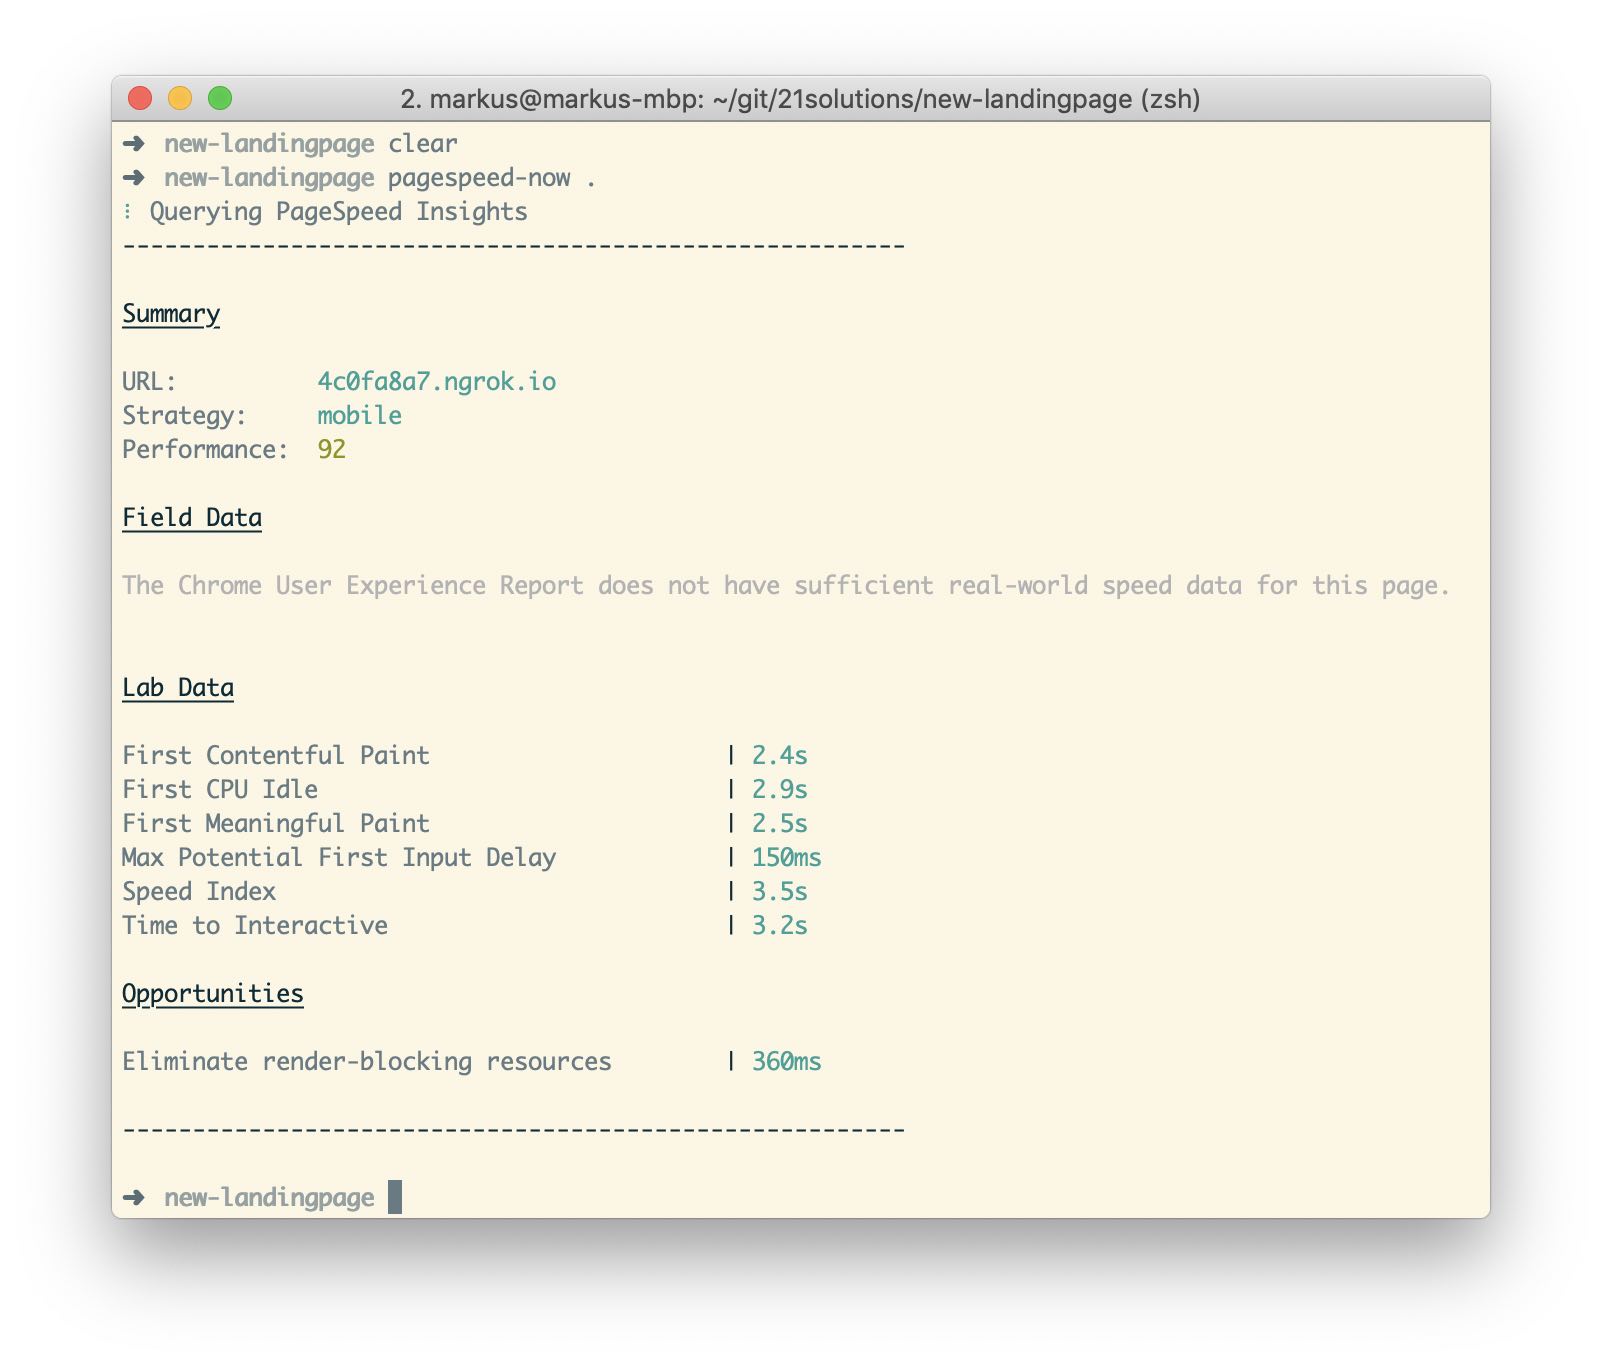 2. markus@markus-mbp: ~/git/21solutions/new-landingpage (zsh)
➜ new-landingpage clear
➜ new-landingpage pagespeed-now .
⁝ Querying PageSpeed Insights
--------------------------------------------------------
Summary
URL: 4c0fa8a7.ngrok.io
Strategy: mobile
Performance: 92
Field Data
The Chrome User Experience Report does not have sufficient real-world speed data for this page.
Lab Data
First Contentful Paint | 2.4s
First CPU Idle | 2.9s
First Meaningful Paint | 2.5s
Max Potential First Input Delay | 150ms
Speed Index | 3.5s
Time to Interactive | 3.2s
Opportunities
Eliminate render-blocking resources | 360ms
--------------------------------------------------------
➜ new-landingpage